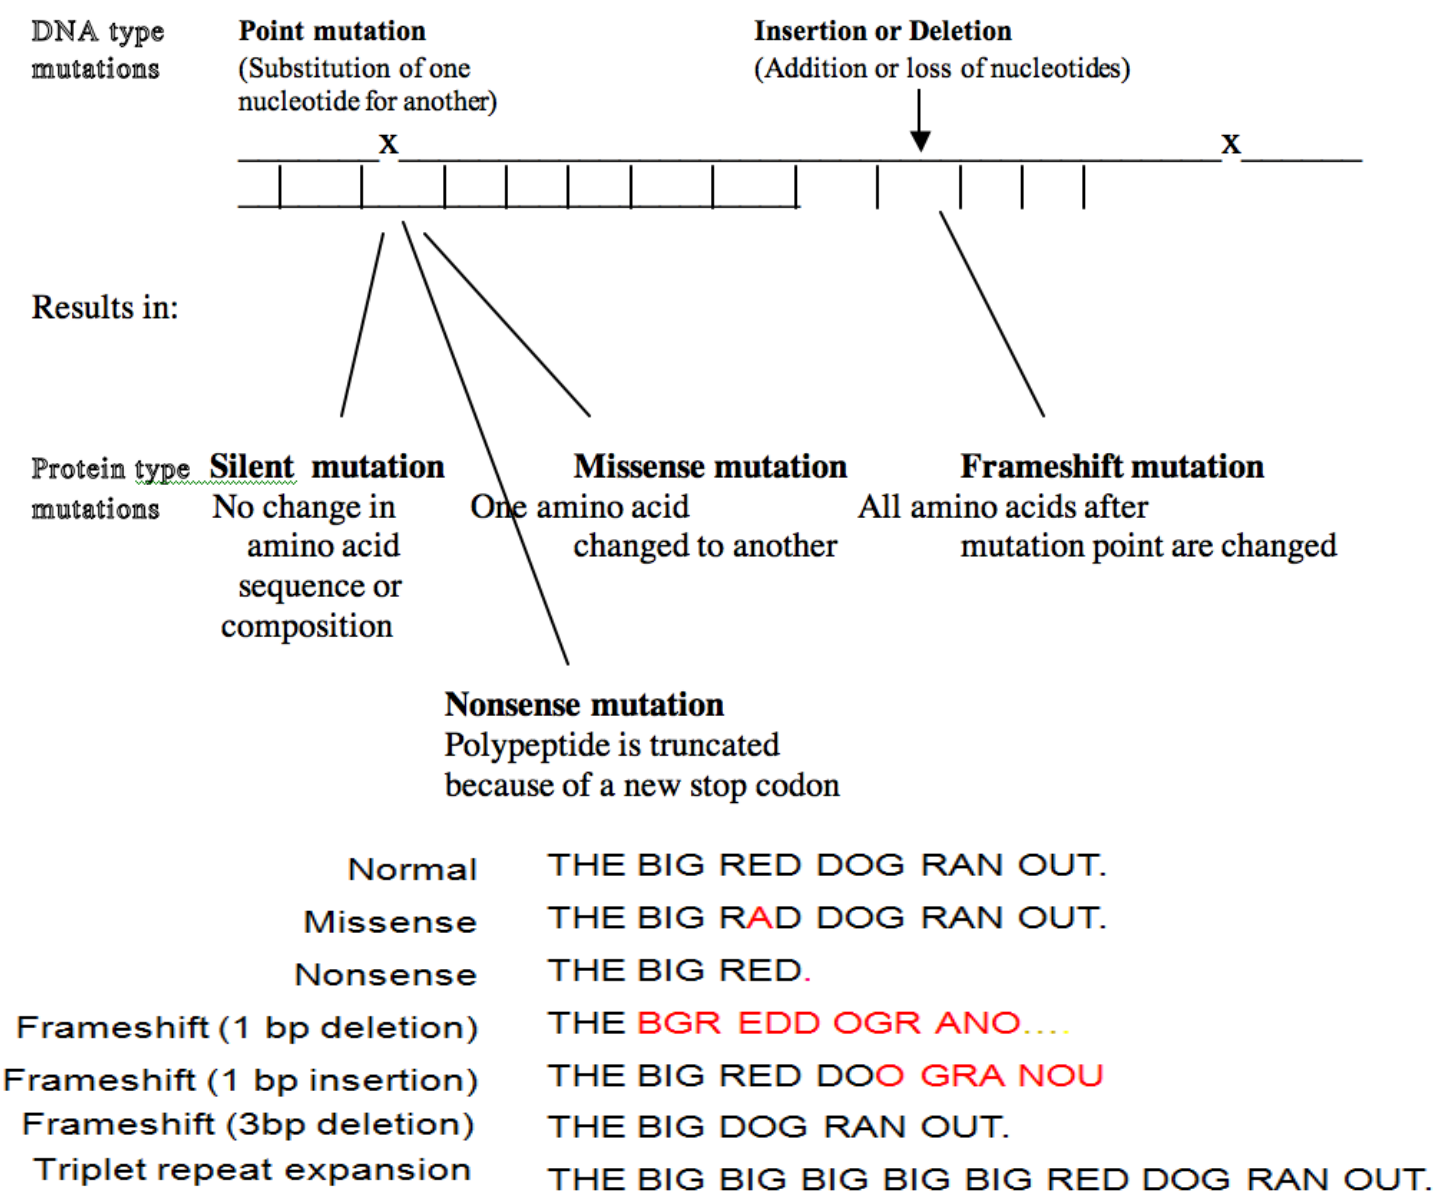 DNA type mutations
Point mutation
(Substitution of one
nucleotide for another)
Insertion or Deletion
(Addition or loss of nucleotides)
X
X
Results in:
Protein type mutations
Silent mutation
No change in
amino acid
sequence or
composition
Missense mutation
One amino acid
changed to another
Frameshift mutation
All amino acids after
mutation point are changed
Nonsense mutation
Polypeptide is truncated
because of a new stop codon
Normal THE BIG RED DOG RAN OUT.
Missense THE BIG RAD DOG RAN OUT.
Nonsense THE BIG RED.
Frameshift (1 bp deletion) THE BGR EDD OGR ANO....
Frameshift (1 bp insertion) THE BIG RED DOO GRA NOU
Frameshift (3bp deletion) THE BIG DOG RAN OUT.
Triplet repeat expansion THE BIG BIG BIG BIG BIG RED DOG RAN OUT.